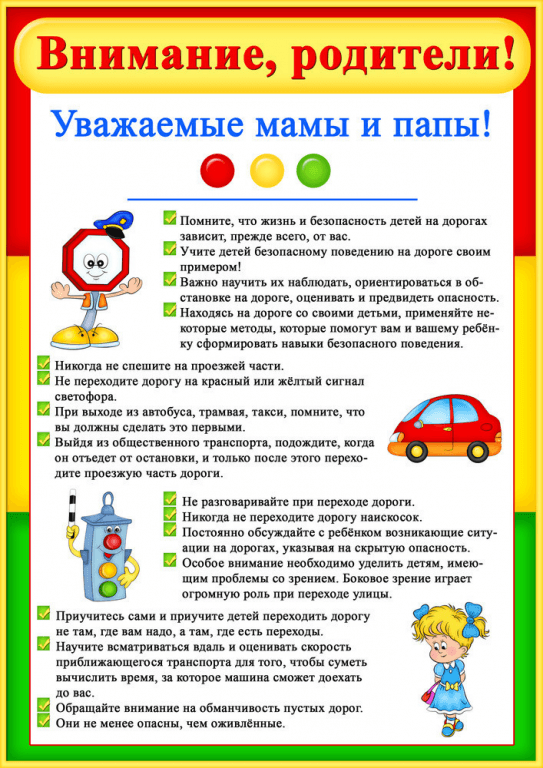 Внимание, родители!
Уважаемые мамы и папы!
Помните, что жизнь и безопасность детей на дорогах
зависит, прежде всего, от вас.
Учите детей безопасному поведению на дороге своим
примером!
Важно научить их наблюдать, ориентироваться в об-
становке на дороге, оценивать и предвидеть опасность.
Находясь на дороге со своими детьми, применяйте не-
которые методы, которые помогут вам и вашему ребён-
ку сформировать навыки безопасного поведения.
Никогда не спешите на проезжей части.
Не переходите дорогу на красный или жёлтый сигнал
светофора.
При выходе из автобуса, трамвая, такси, помните, что
вы должны сделать это первыми.
Выйдя из общественного транспорта, подождите, когда
он отъедет от остановки, и только после этого перехо-
дите проезжую часть дороги.
Не разговаривайте при переходе дороги.
Никогда не переходите дорогу наискосок.
Постоянно обсуждайте с ребёнком возникающие ситу-
ации на дорогах, указывая на скрытую опасность.
Особое внимание необходимо уделить детям, имею-
щим проблемы со зрением. Боковое зрение играет
огромную роль при переходе улицы.
Приучитесь сами и приучите детей переходить дорогу
не там, где вам надо, а там, где есть переходы.
Научите всматриваться вдаль и оценивать скорость
приближающегося транспорта для того, чтобы суметь
вычислить время, за которое машина сможет доехать
до вас.
Обращайте внимание на обманчивость пустых дорог.
Они не менее опасны, чем оживлённые.